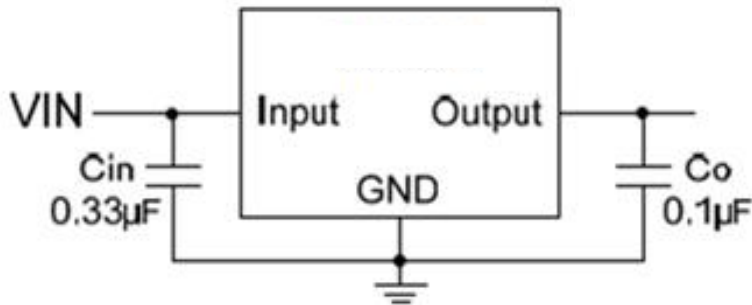 VIN
Input
Output
Cin
0.33µF
GND
Co
0.1µF